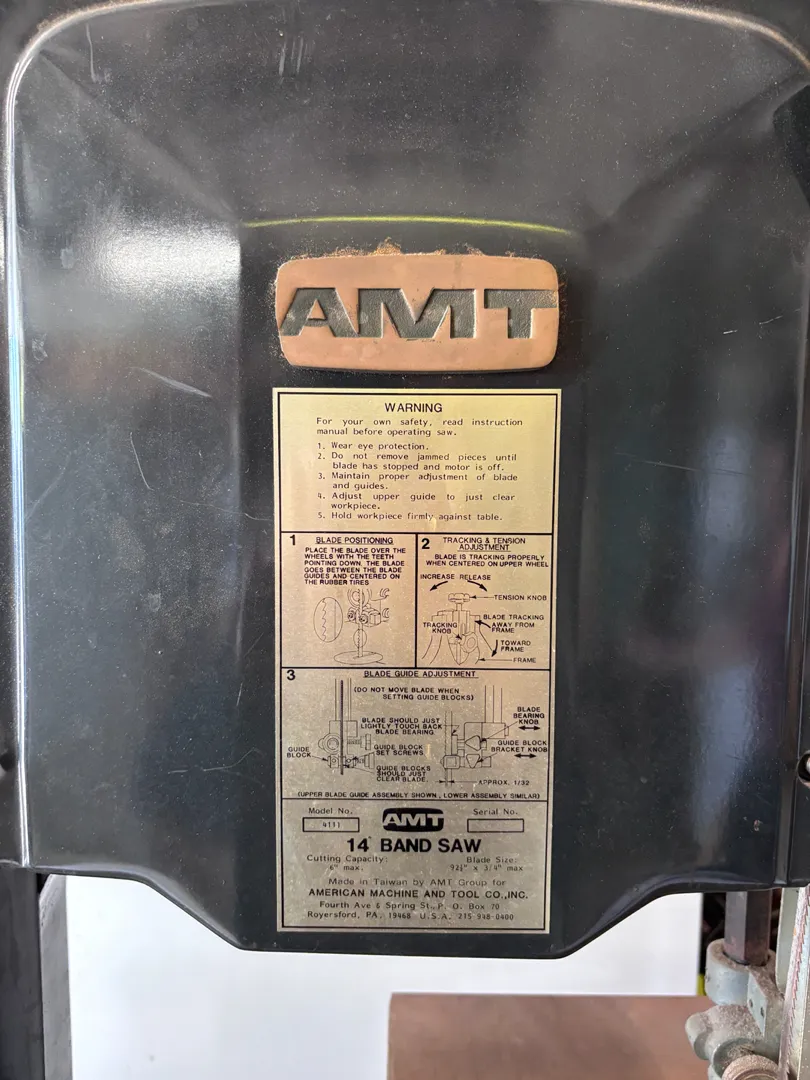 AMT
WARNING
For your own safety, read instruction
manual before operating saw.
1. Wear eye protection.
2. Do not remove jammed pieces until
blade has stopped and motor is off.
3. Maintain proper adjustment of blade
and guides.
4. Adjust upper guide to just clear
workpiece.
5. Hold workpiece firmly against table.
1 BLADE POSITIONING
PLACE THE BLADE OVER THE
WHEELS WITH THE TEETH
POINTING DOWN, THE BLADE
GOES BETWEEN THE BLADE
GUIDES AND CENTERED ON
THE RUBBER TIRES
2 TRACKING & TENSION
ADJUSTMENT
BLADE IS TRACKING PROPERLY
WHEN CENTERED ON UPPER WHEEL
INCREASE RELEASE
TENSION KNOB
BLADE TRACKING
AWAY FROM
FRAME
TRACKING
KNOB
TOWARD
FRAME
FRAME
3 BLADE GUIDE ADJUSTMENT
(DO NOT MOVE BLADE WHEN
SETTING GUIDE BLOCKS)
BLADE SHOULD JUST
LIGHTLY TOUCH BACK
BLADE BEARING
BLADE
BEARING
KNOB
GUIDE
BLOCK
GUIDE BLOCK
SET SCREWS
GUIDE BLOCK
BRACKET KNOB
GUIDE BLOCKS
SHOULD JUST
CLEAR BLADE.
APPROX. 1/32
(UPPER BLADE GUIDE ASSEMBLY SHOWN, LOWER ASSEMBLY SIMILAR)
Model No. AMT Serial No.
4111
14" BAND SAW
Cutting Capacity: Blade Size:
6" max. 92½" x 3/4" max
Made in Taiwan by AMT Group for
AMERICAN MACHINE AND TOOL CO.,INC.
Fourth Ave & Spring St., P. O. Box 70
Royersford, PA, 19468 U.S.A. 215-948-0400